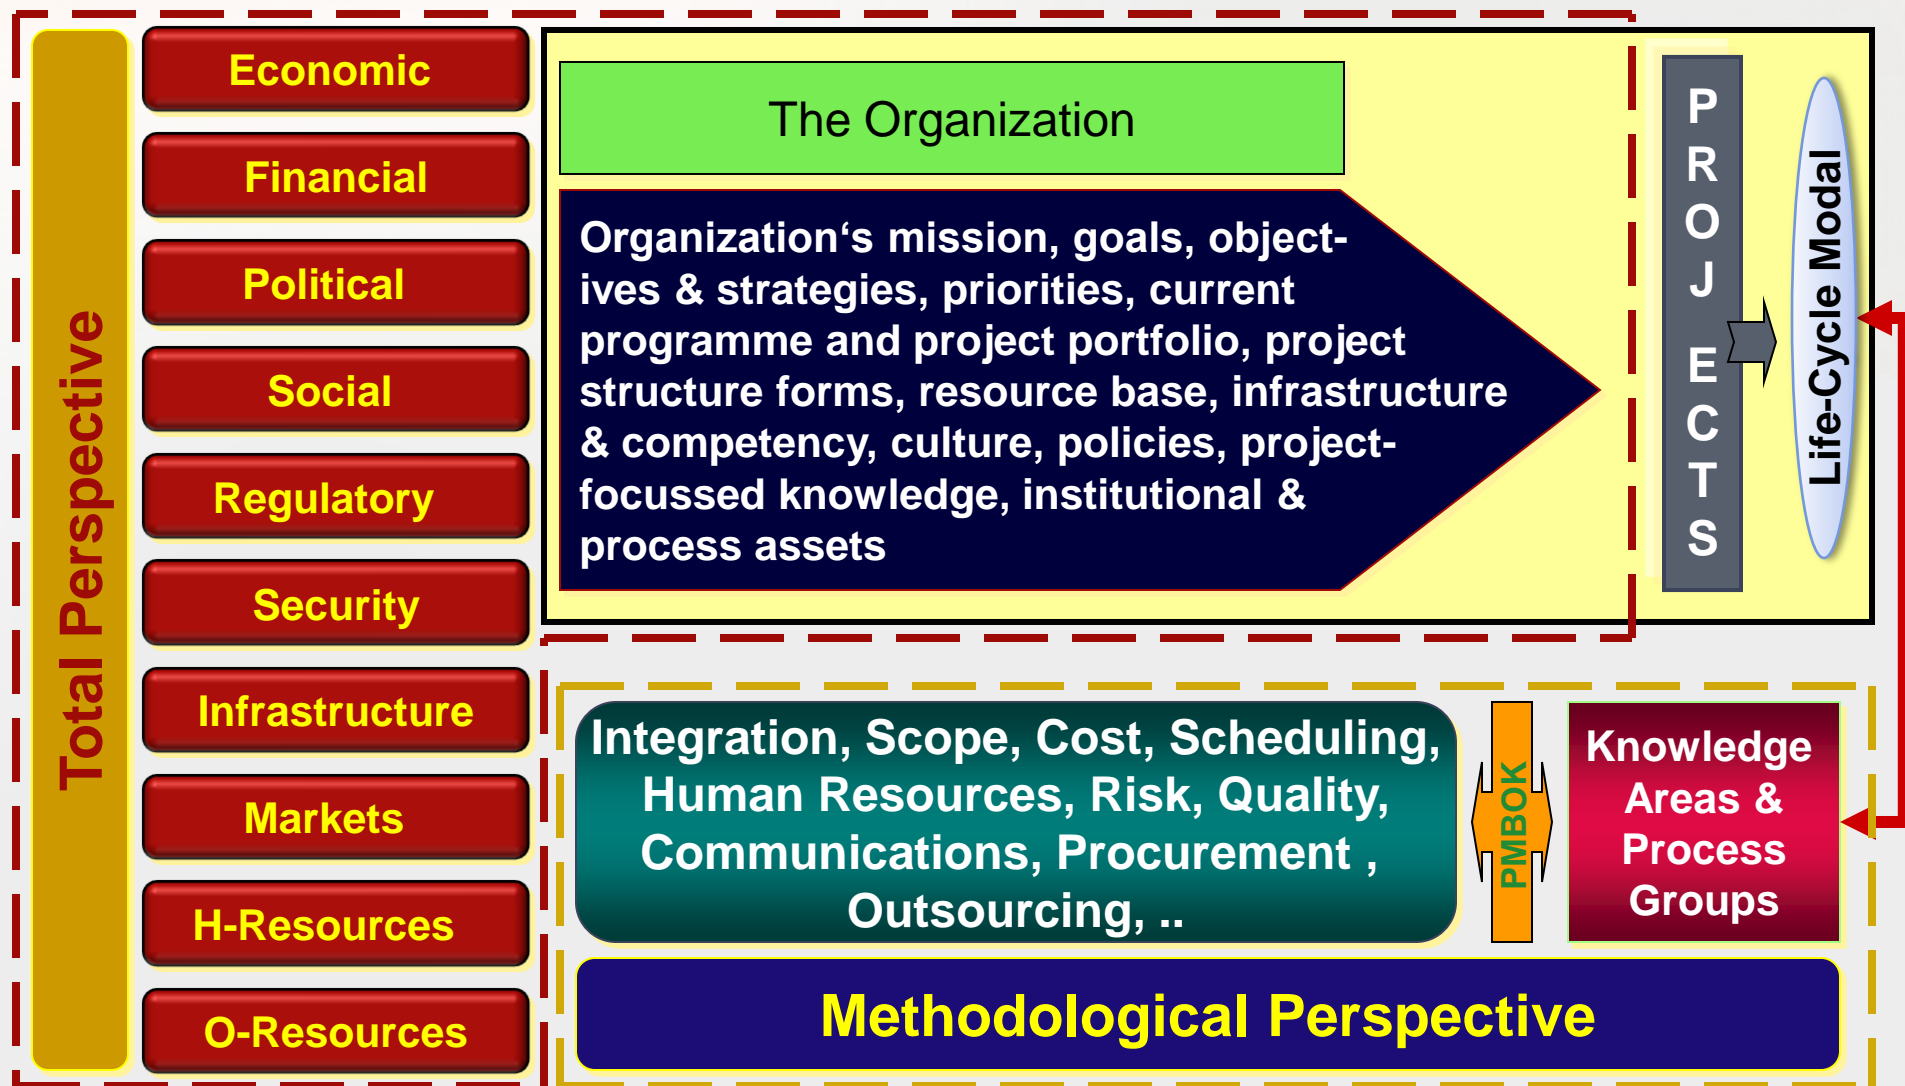 Total Perspective
Economic
Financial
Political
Social
Regulatory
Security
Infrastructure
Markets
H-Resources
O-Resources
The Organization
Organization‘s mission, goals, object-
ives & strategies, priorities, current
programme and project portfolio, project
structure forms, resource base, infrastructure
& competency, culture, policies, project-
focussed knowledge, institutional &
process assets
P
R
O
J
E
C
T
S
Life-Cycle Modal
Integration, Scope, Cost, Scheduling,
Human Resources, Risk, Quality,
Communications, Procurement ,
Outsourcing, ..
PMBOK
Knowledge
Areas &
Process
Groups
Methodological Perspective